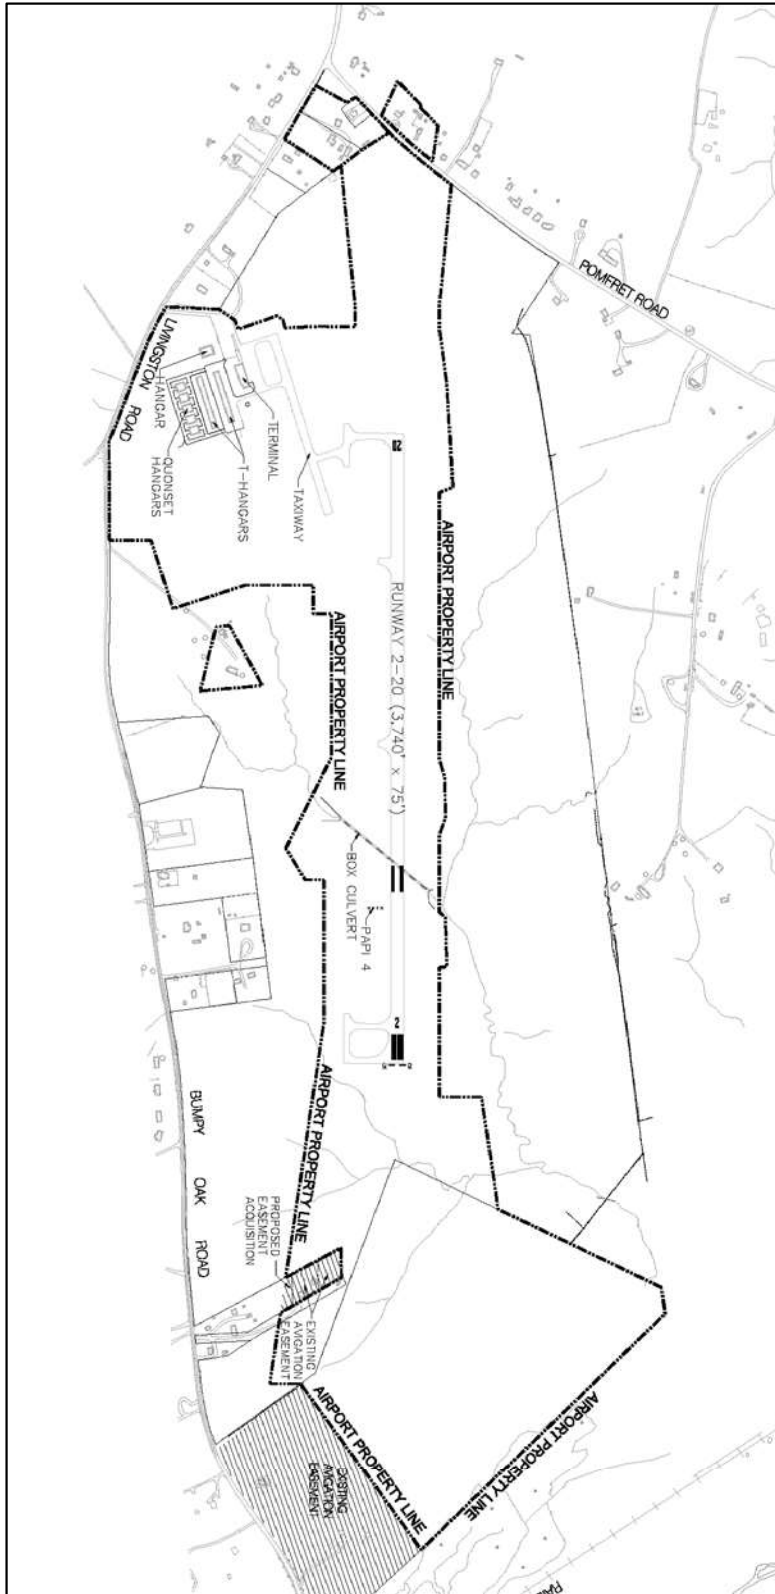 POMFRET ROAD
LIVINGSTON ROAD
HANGAR
QUONSET
HANGARS
T-HANGARS
TERMINAL
TAXIWAY
20
AIRPORT PROPERTY LINE
RUNWAY 2-20 (3,740' x 75')
AIRPORT PROPERTY LINE
BOX CULVERT
PAPI 4
2
AIRPORT PROPERTY LINE
BUMPY OAK ROAD
PROPOSED
EASEMENT
ACQUISITION
EXISTING
AVIGATION
EASEMENT
AIRPORT PROPERTY LINE
AIRPORT PROPERTY LINE
EXISTING
AVIGATION
EASEMENT